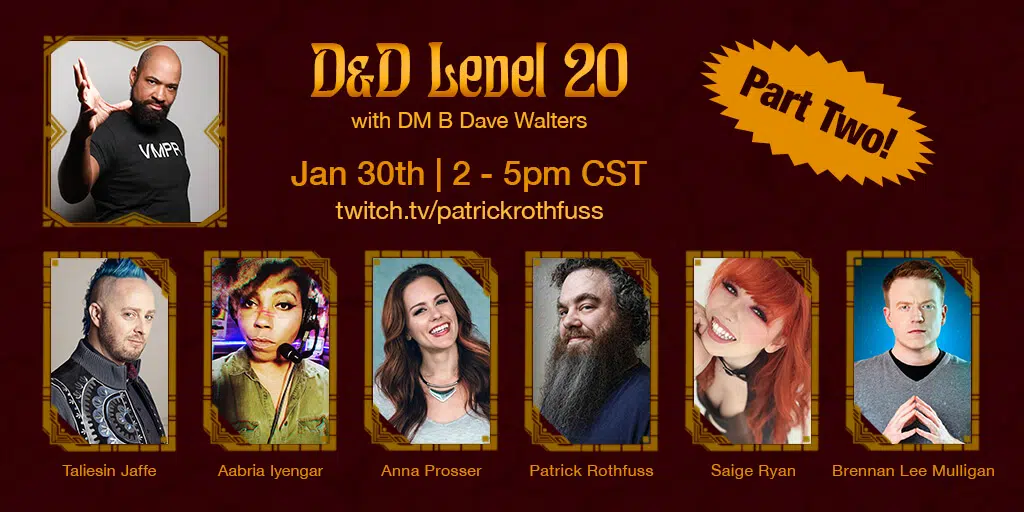 D&D Level 20
with DM B Dave Walters
Part Two!
VMPR
Jan 30th | 2 - 5pm CST
twitch.tv/patrickrothfuss
Taliesin Jaffe
Aabria Iyengar
Anna Prosser
Patrick Rothfuss
Saige Ryan
Brennan Lee Mulligan